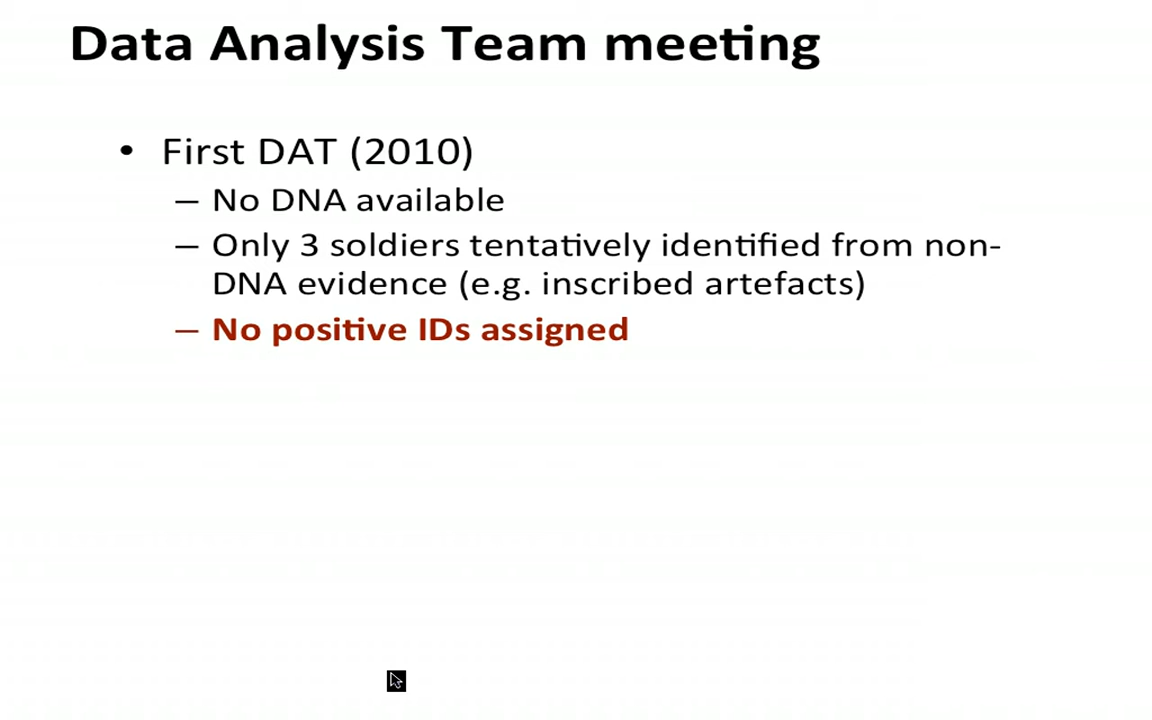 Data Analysis Team meeting
• First DAT (2010)
– No DNA available
– Only 3 soldiers tentatively identified from non-
DNA evidence (e.g. inscribed artefacts)
– No positive IDs assigned